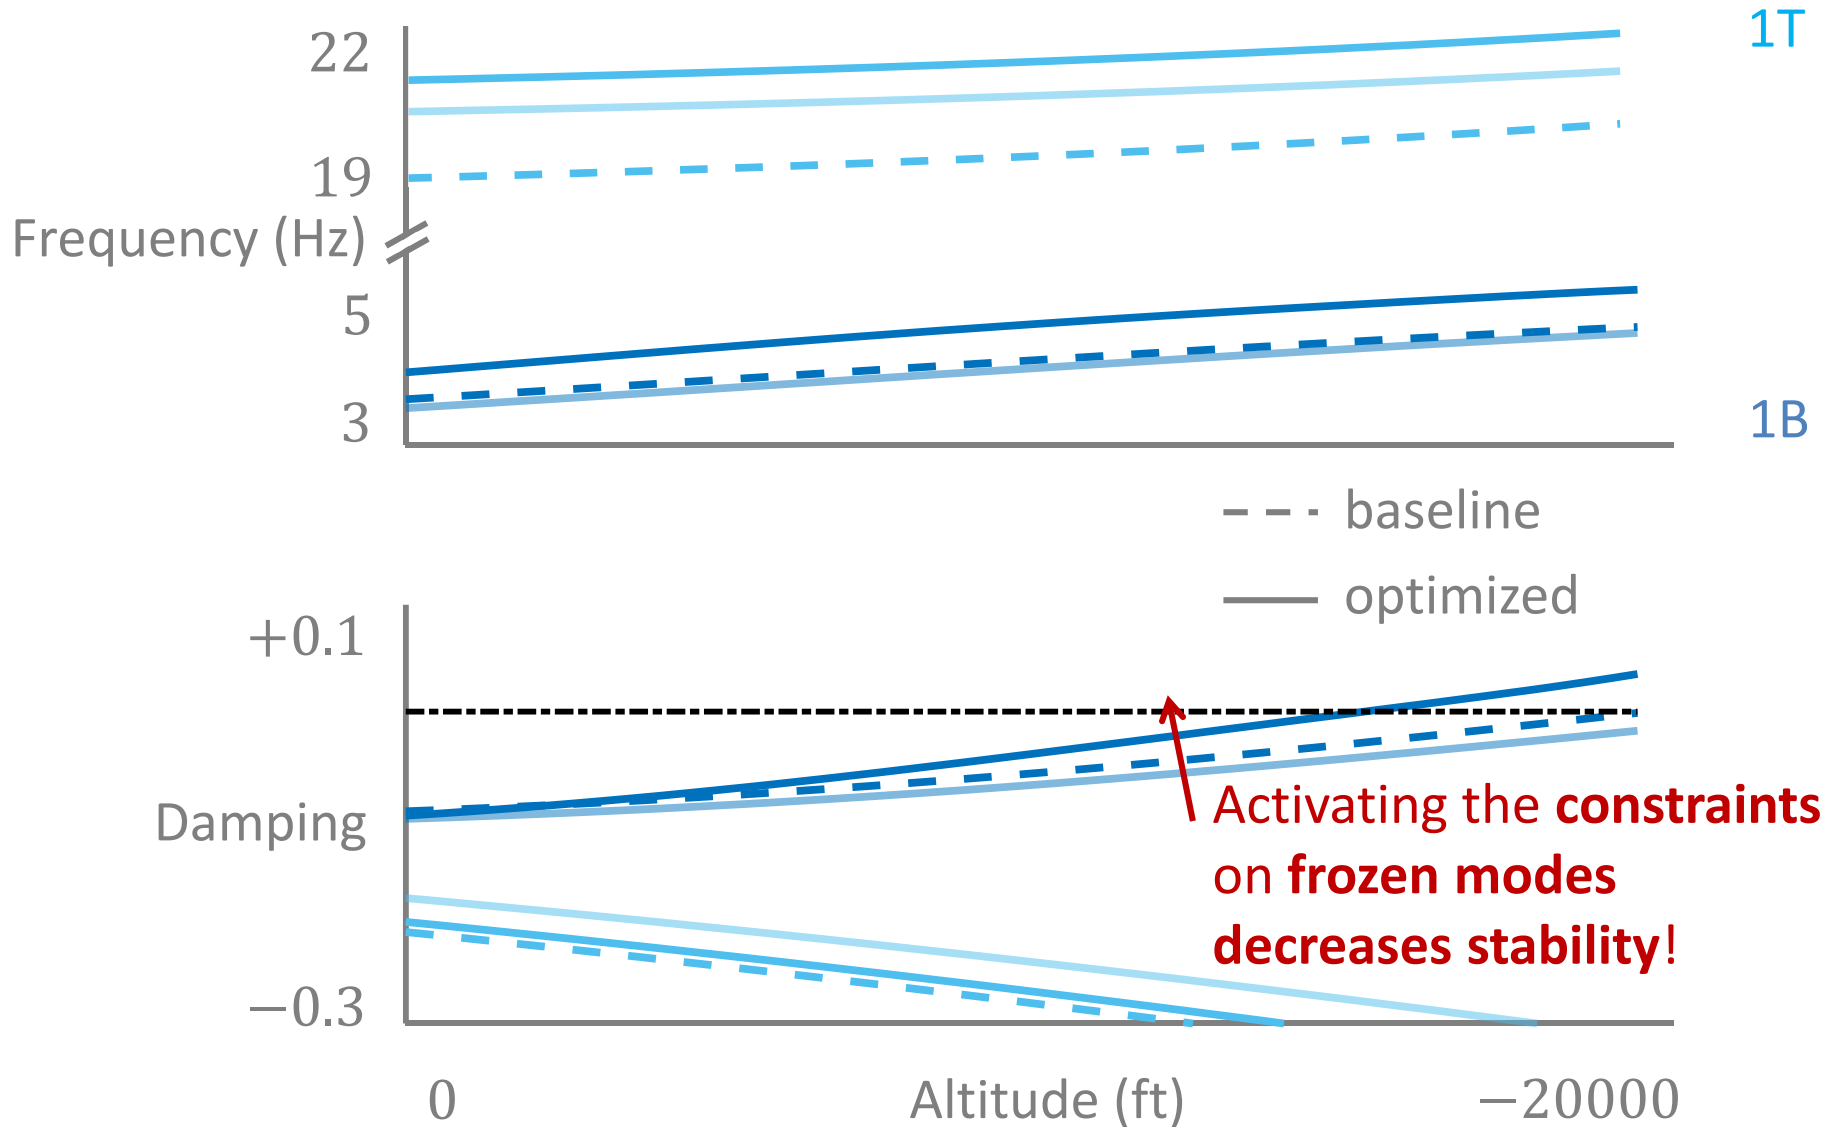 1T
22
19
Frequency (Hz)
5
3
1B
baseline
optimized
+0.1
Damping
Activating the constraints
on frozen modes
decreases stability!
−0.3
0
Altitude (ft)
−20000